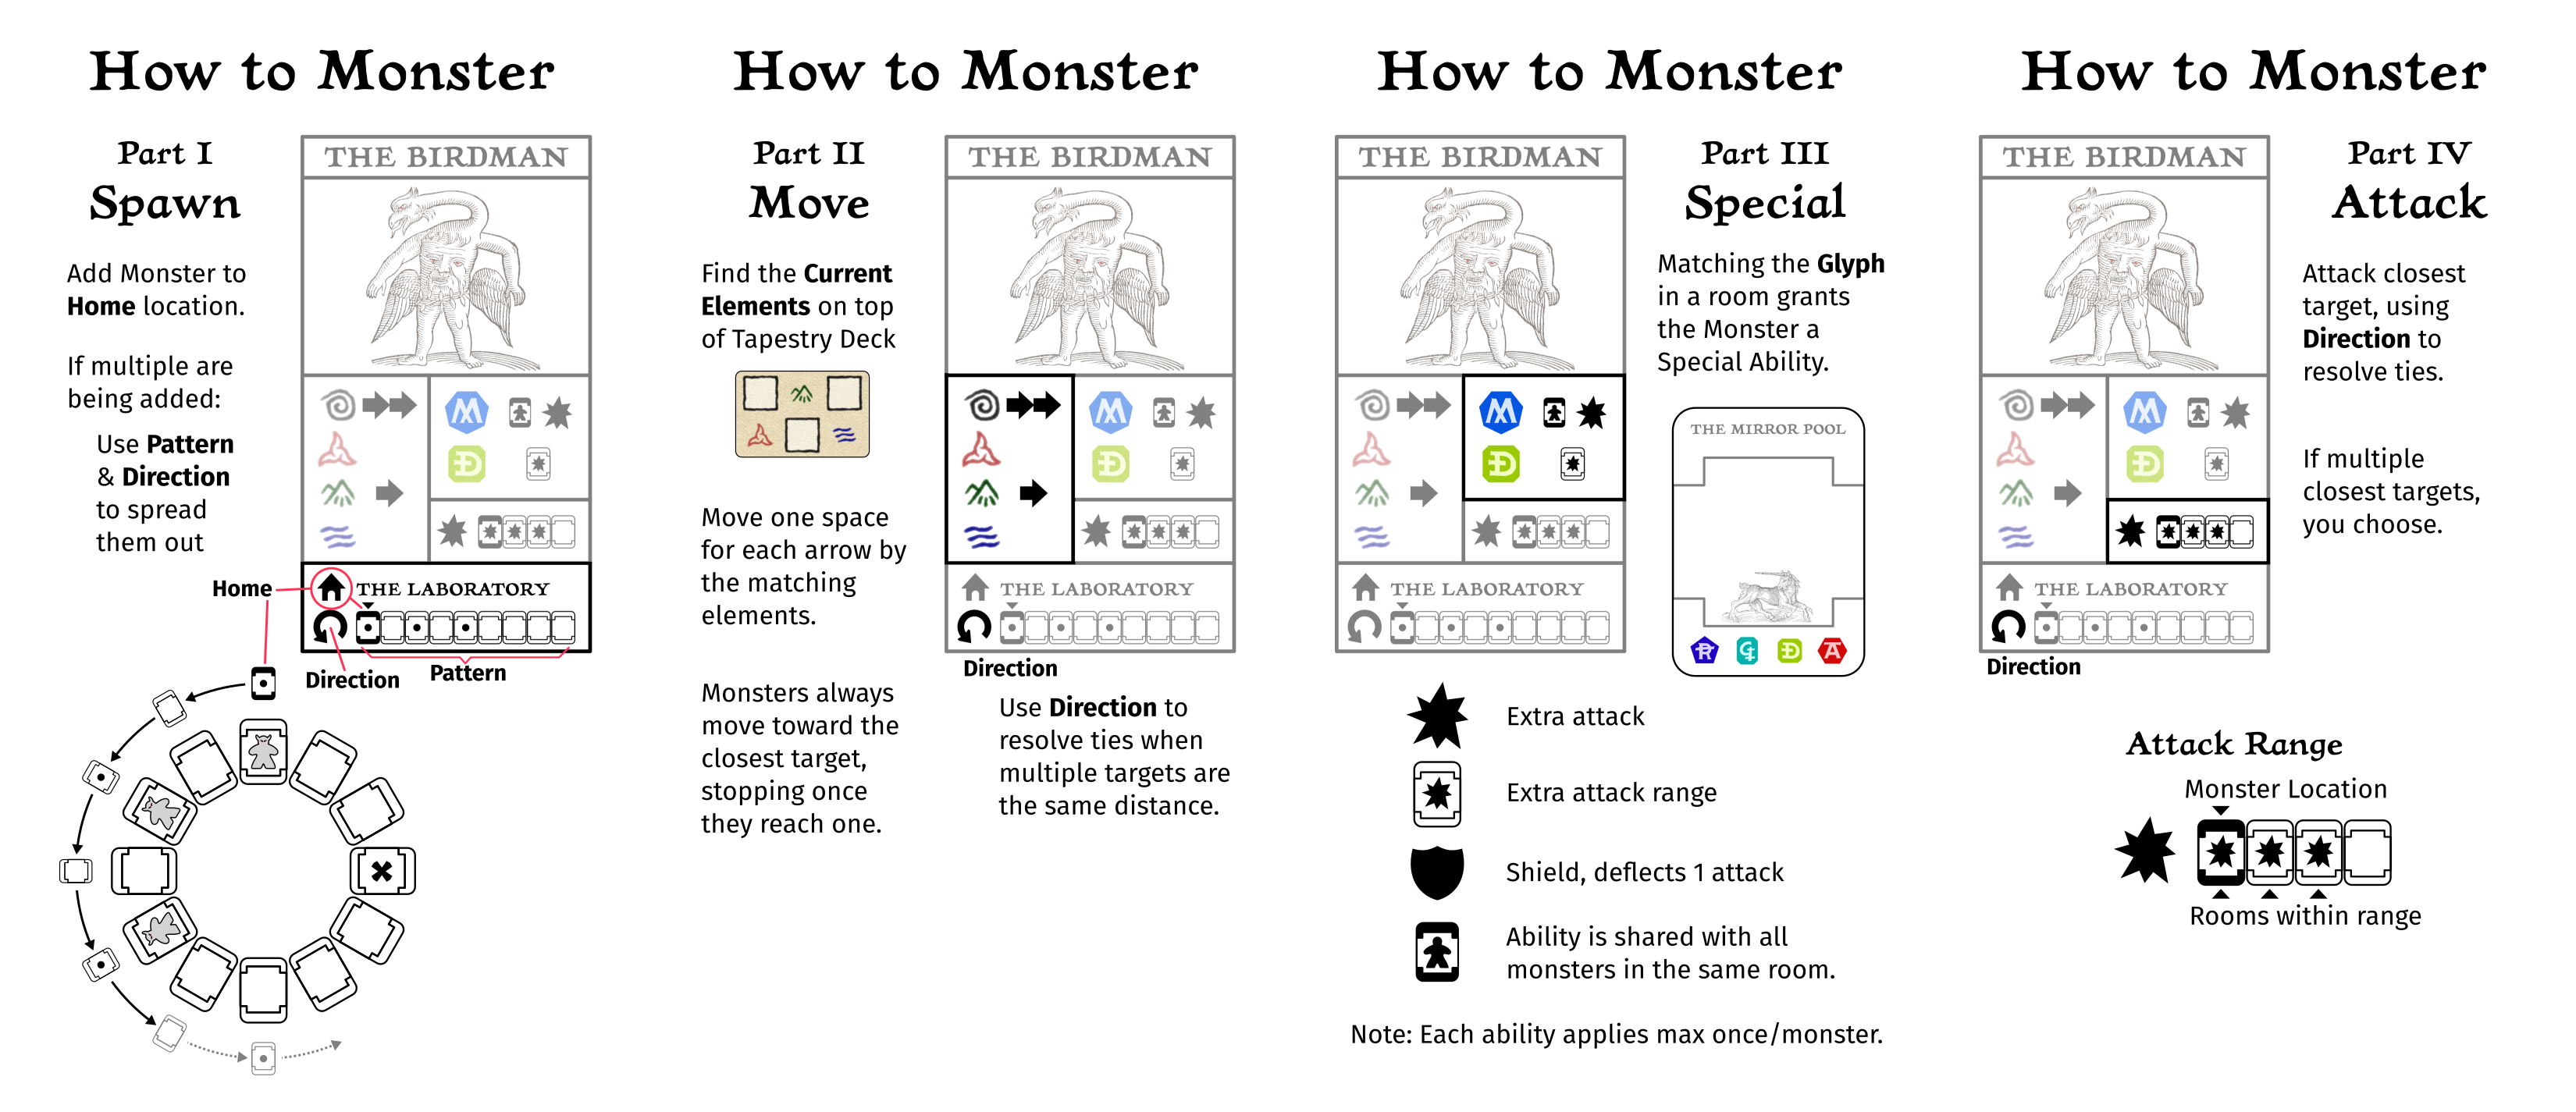 How to Monster
Part I
Spawn
Add Monster to
Home location.
If multiple are
being added:
Use Pattern
& Direction
to spread
them out
THE BIRDMAN
M
D
Home
THE LABORATORY
Direction
Pattern
How to Monster
Part II
Move
Find the Current
Elements on top
of Tapestry Deck
Move one space
for each arrow by
the matching
elements.
Monsters always
move toward the
closest target,
stopping once
they reach one.
THE BIRDMAN
M
D
THE LABORATORY
Direction
Use Direction to
resolve ties when
multiple targets are
the same distance.
How to Monster
THE BIRDMAN
M
D
THE LABORATORY
Part III
Special
Matching the Glyph
in a room grants
the Monster a
Special Ability.
THE MIRROR POOL
R G D A
Extra attack
Extra attack range
Shield, deflects 1 attack
Ability is shared with all
monsters in the same room.
Note: Each ability applies max once/monster.
How to Monster
THE BIRDMAN
M
D
THE LABORATORY
Direction
Part IV
Attack
Attack closest
target, using
Direction to
resolve ties.
If multiple
closest targets,
you choose.
Attack Range
Monster Location
Rooms within range